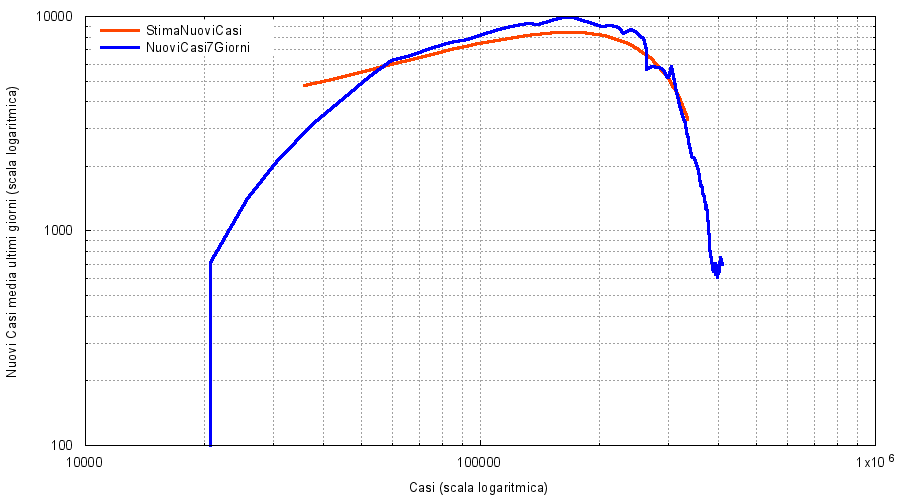 StimaNuoviCasi
NuoviCasi7Giorni
Nuovi Casi media ultimi giorni (scala logaritmica)
10000
1000
100
10000
100000
1x10 6
Casi (scala logaritmica)